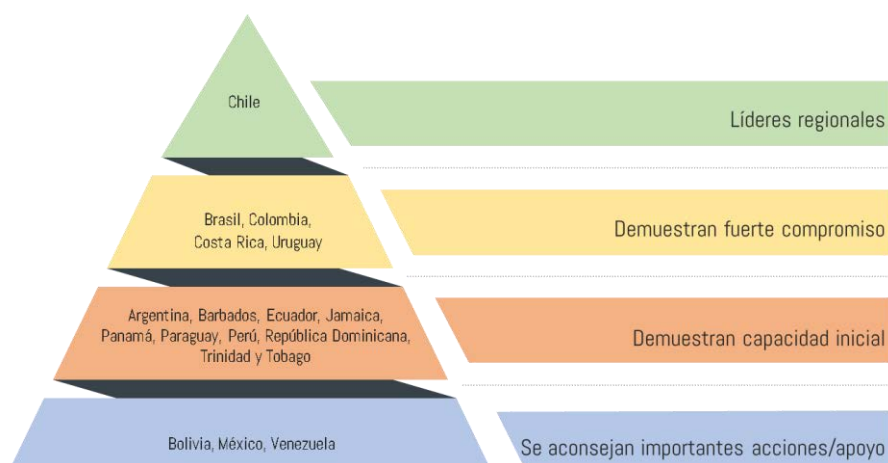 Chile
Líderes regionales
Brasil, Colombia,
Costa Rica, Uruguay
Demuestran fuerte compromiso
Argentina, Barbados, Ecuador, Jamaica,
Panamá, Paraguay, Perú, República Dominicana,
Trinidad y Tobago
Demuestran capacidad inicial
Bolivia, México, Venezuela
Se aconsejan importantes acciones/apoyo